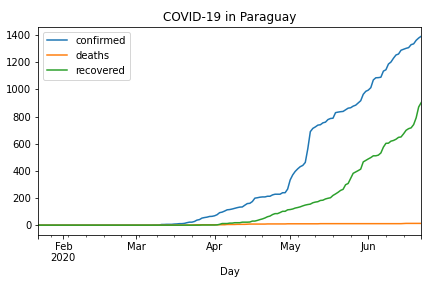 COVID-19 in Paraguay
confirmed
deaths
recovered
1400
1200
1000
800
600
400
200
0
Feb Mar Apr May Jun
2020
Day